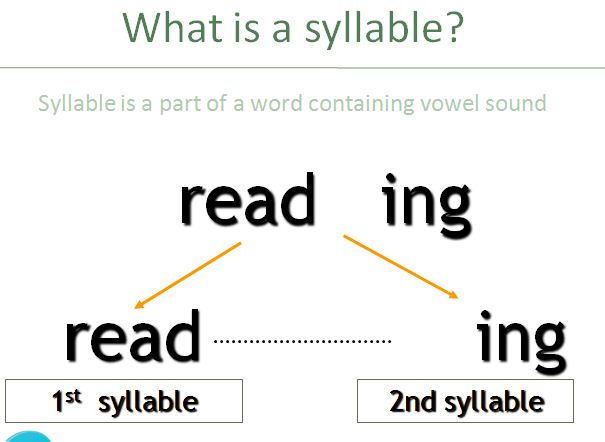 What is a syllable?
Syllable is a part of a word containing vowel sound
read ing
read ing
1st syllable 2nd syllable